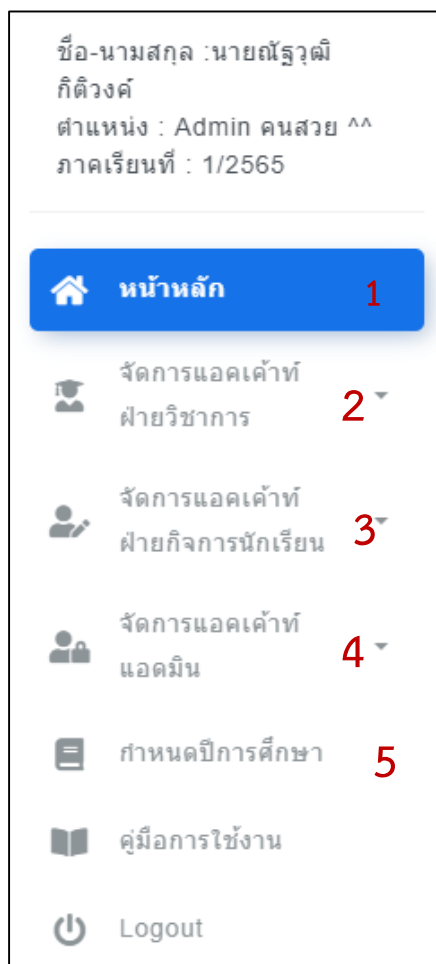 ชื่อ-นามสกุล :นายณัฐวุฒิ
กิติวงค์
ตำแหน่ง : Admin คนสวย ^^
ภาคเรียนที่ : 1/2565
หน้าหลัก 1
จัดการแอคเค้าท์
ฝ่ายวิชาการ 2
จัดการแอคเค้าท์
ฝ่ายกิจการนักเรียน 3
จัดการแอคเค้าท์
แอดมิน 4
กำหนดปีการศึกษา 5
คู่มือการใช้งาน
Logout